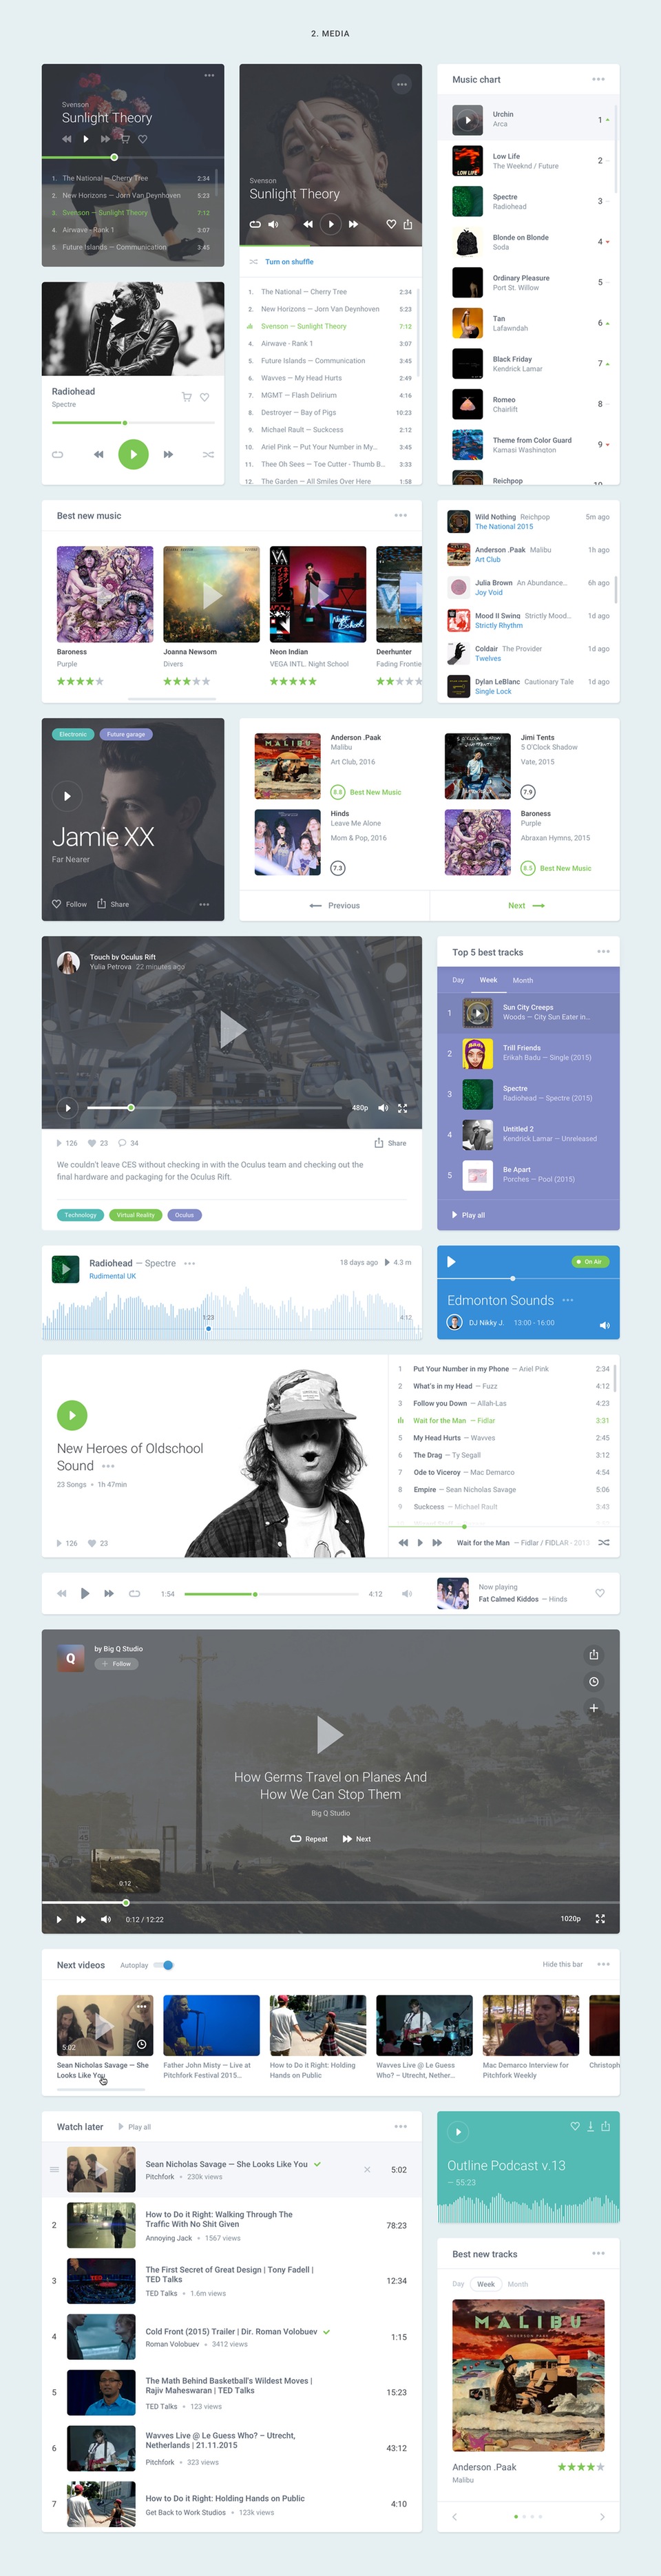 2. MEDIA
Svenson
Sunlight Theory
1. The National — Cherry Tree 2:34
2. New Horizons — Jorn Van Deynhoven 5:23
3. Svenson — Sunlight Theory 7:12
4. Airwave - Rank 1 3:07
5. Future Islands — Communication 3:45
Radiohead
Spectre
Svenson
Sunlight Theory
Turn on shuffle
1. The National — Cherry Tree 2:34
2. New Horizons — Jorn Van Deynhoven 5:23
Svenson — Sunlight Theory 7:12
4. Airwave - Rank 1 3:07
5. Future Islands — Communication 3:45
6. Wavves — My Head Hurts 2:49
7. MGMT — Flash Delirium 4:16
8. Destroyer — Bay of Pigs 10:23
9. Michael Rault — Suckcess 2:12
10. Ariel Pink — Put Your Number in My... 3:45
11. Thee Oh Sees — Toe Cutter - Thumb B... 3:33
12. The Garden — All Smiles Over Here 1:58
Music chart
Urchin 1
Arca
Low Life 2
The Weeknd / Future
Spectre 3
Radiohead
Blonde on Blonde 4
Soda
Ordinary Pleasure 5
Port St. Willow
Tan 6
Lafawndah
Black Friday 7
Kendrick Lamar
Romeo 8
Chairlift
Theme from Color Guard 9
Kamasi Washington
Reichpop 10
Best new music
Baroness
Purple
Joanna Newsom
Divers
Neon Indian
VEGA INTL. Night School
Deerhunter
Fading Frontie
Wild Nothing Reichpop 5m ago
The National 2015
Anderson .Paak Malibu 1h ago
Art Club
Julia Brown An Abundance... 6h ago
Joy Void
Mood II Swing Strictly Mood... 1d ago
Strictly Rhythm
Coldair The Provider 1d ago
Twelves
Dylan LeBlanc Cautionary Tale 1d ago
Single Lock
Electronic Future garage
Jamie XX
Far Nearer
Follow Share
MALIBU
Anderson .Paak
Malibu
Art Club, 2016
8.6 Best New Music
Jimi Tents
5 O'Clock Shadow
Vate, 2015
7.9
Hinds
Leave Me Alone
Mom & Pop, 2016
7.3
Baroness
Purple
Abraxan Hymns, 2015
8.5 Best New Music
Previous Next
Touch by Oculus Rift
Yulia Petrova 22 minutes ago
480p
126 23 34 Share
We couldn't leave CES without checking in with the Oculus team and checking out the
final hardware and packaging for the Oculus Rift.
Technology Virtual Reality Oculus
Top 5 best tracks
Day Week Month
1 Sun City Creeps
Woods — City Sun Eater in...
2 Trill Friends
Erikah Badu — Single (2015)
3 Spectre
Radiohead — Spectre (2015)
4 Untitled 2
Kendrick Lamar — Unreleased
5 Be Apart
Porches — Pool (2015)
Play all
Radiohead — Spectre 18 days ago 4.3 m
Rudimental UK
1:23 4:12
On Air
Edmonton Sounds
DJ Nikky J. 13:00 - 16:00
New Heroes of Oldschool
Sound
23 Songs • 1h 47min
126 23
1 Put Your Number in my Phone — Ariel Pink 2:34
2 What's in my Head — Fuzz 4:12
3 Follow you Down — Allah-Las 4:23
Wait for the Man — Fidlar 3:31
5 My Head Hurts — Wavves 2:45
6 The Drag — Ty Segall 3:12
7 Ode to Viceroy — Mac Demarco 4:54
8 Empire — Sean Nicholas Savage 5:06
9 Suckcess — Michael Rault 3:43
Wait for the Man — Fidlar / FIDLAR - 2013
1:54 4:12
Now playing
Fat Calmed Kiddos — Hinds
Q
by Big Q Studio
+ Follow
How Germs Travel on Planes And
How We Can Stop Them
Big Q Studio
Repeat Next
0:12
0:12 / 12:22 1020p
Next videos Autoplay Hide this bar
5:02
Sean Nicholas Savage — She
Looks Like You
Father John Misty — Live at
Pitchfork Festival 2015...
How to Do it Right: Holding
Hands on Public
Wavves Live @ Le Guess
Who? – Utrecht, Nether...
Mac Demarco Interview for
Pitchfork Weekly
Christoph
Watch later Play all
Sean Nicholas Savage — She Looks Like You 5:02
Pitchfork • 230k views
2 How to Do it Right: Walking Through The
Traffic With No Shit Given 78:23
Annoying Jack • 1567 views
3 The First Secret of Great Design | Tony Fadell |
TED Talks 12:34
TED Talks • 1.6m views
4 Cold Front (2015) Trailer | Dir. Roman Volobuev 1:15
Roman Volobuev • 3412 views
5 The Math Behind Basketball's Wildest Moves |
Rajiv Maheswaran | TED Talks 15:23
TED Talks • 123 views
6 Wavves Live @ Le Guess Who? – Utrecht,
Netherlands | 21.11.2015 43:12
Pitchfork • 323 views
7 How to Do it Right: Holding Hands on Public 4:10
Get Back to Work Studios • 123k views
Outline Podcast v.13
— 55:23
Best new tracks
Day Week Month
MALIBU
ANDERSON .PAAK
Anderson .Paak
Malibu